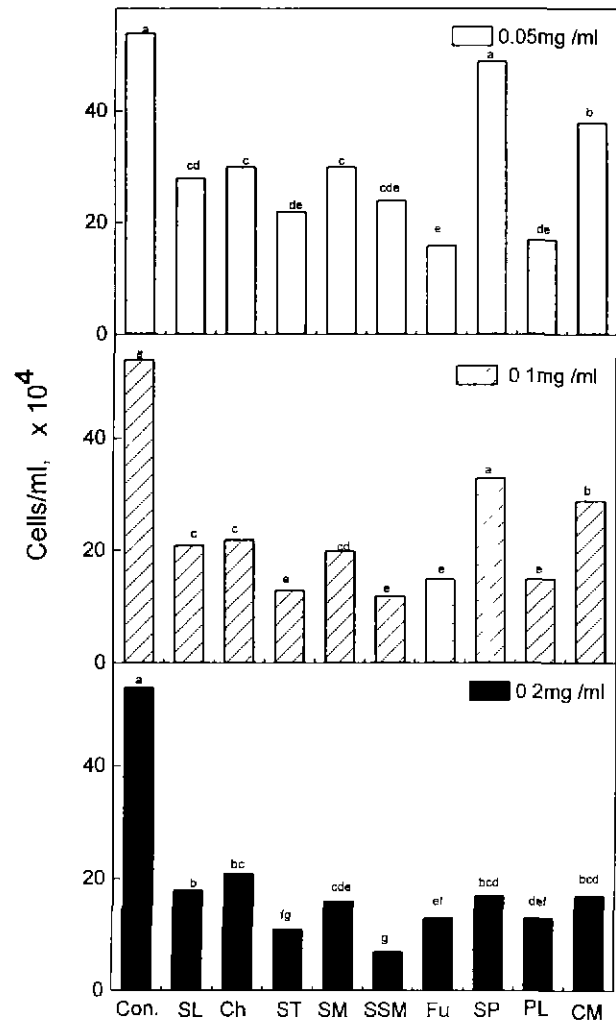 0.05mg /ml
a
cd
c
de
c
cde
e
a
de
b
40
20
0
Cells/ml, x 10⁴
0 1mg /ml
c
c
e
cd
e
e
a
e
b
40
20
0
0 2mg /ml
a
b
bc
fg
cde
g
ef
bcd
def
bcd
40
20
0
Con. SL Ch ST SM SSM Fu SP PL CM